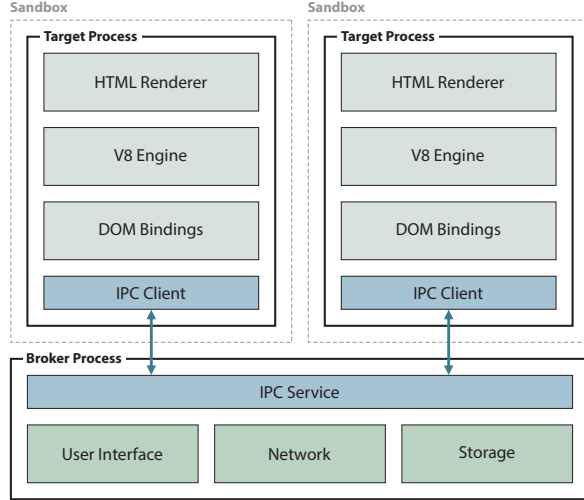 Sandbox
Target Process
HTML Renderer
V8 Engine
DOM Bindings
IPC Client
Sandbox
Target Process
HTML Renderer
V8 Engine
DOM Bindings
IPC Client
Broker Process
IPC Service
User Interface
Network
Storage